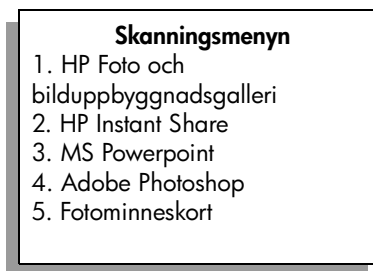 Skanningsmenyn
1. HP Foto och
bilduppbyggnadsgalleri
2. HP Instant Share
3. MS Powerpoint
4. Adobe Photoshop
5. Fotominneskort